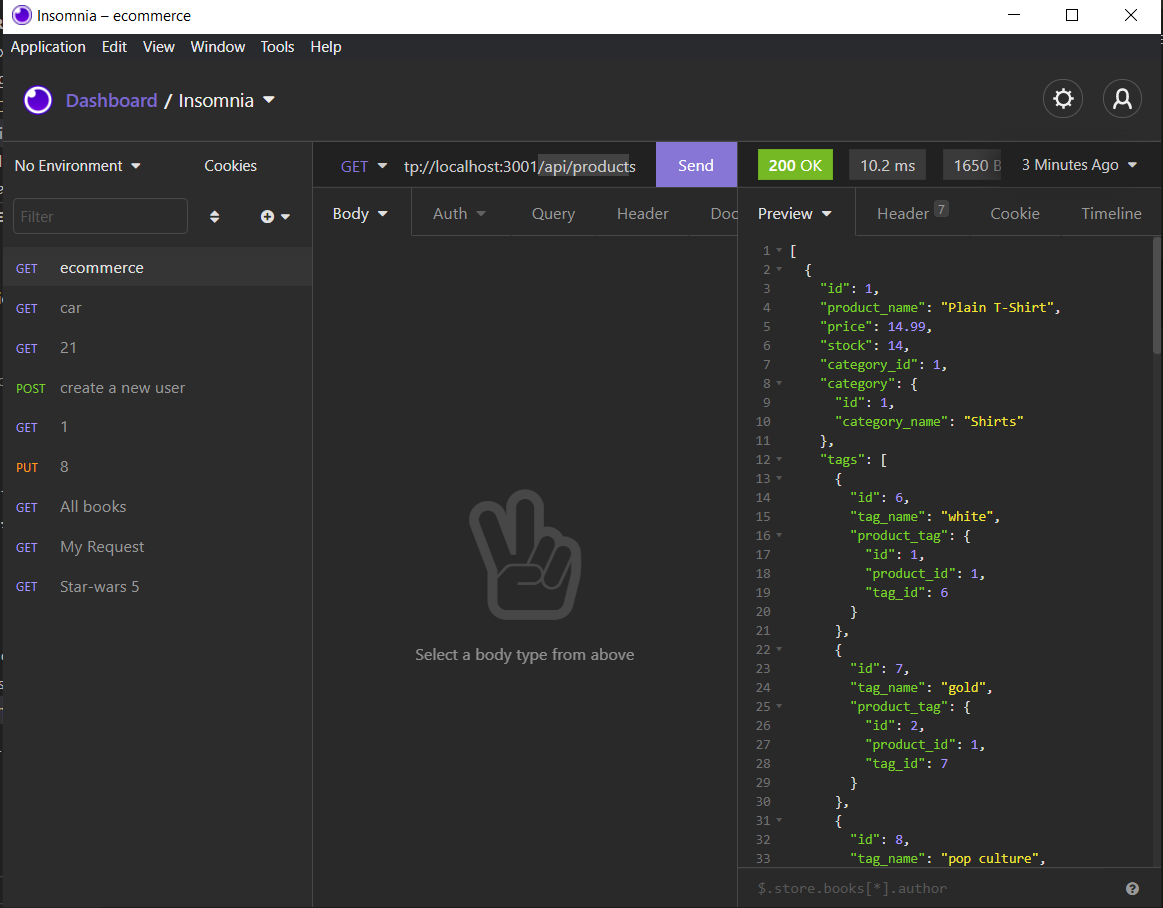 Insomnia – ecommerce
Application Edit View Window Tools Help
Dashboard / Insomnia
No Environment Cookies
GET tp://localhost:3001/api/products Send
200 OK 10.2 ms 1650 B 3 Minutes Ago
Filter
Body Auth Query Header Doc
Preview Header 7 Cookie Timeline
GET ecommerce
GET car
GET 21
POST create a new user
GET 1
PUT 8
GET All books
GET My Request
GET Star-wars 5
Select a body type from above
1 [
2 {
3 "id": 1,
4 "product_name": "Plain T-Shirt",
5 "price": 14.99,
6 "stock": 14,
7 "category_id": 1,
8 "category": {
9 "id": 1,
10 "category_name": "Shirts"
11 },
12 "tags": [
13 {
14 "id": 6,
15 "tag_name": "white",
16 "product_tag": {
17 "id": 1,
18 "product_id": 1,
19 "tag_id": 6
20 }
21 },
22 {
23 "id": 7,
24 "tag_name": "gold",
25 "product_tag": {
26 "id": 2,
27 "product_id": 1,
28 "tag_id": 7
29 }
30 },
31 {
32 "id": 8,
33 "tag_name": "pop culture",
$.store.books[*].author